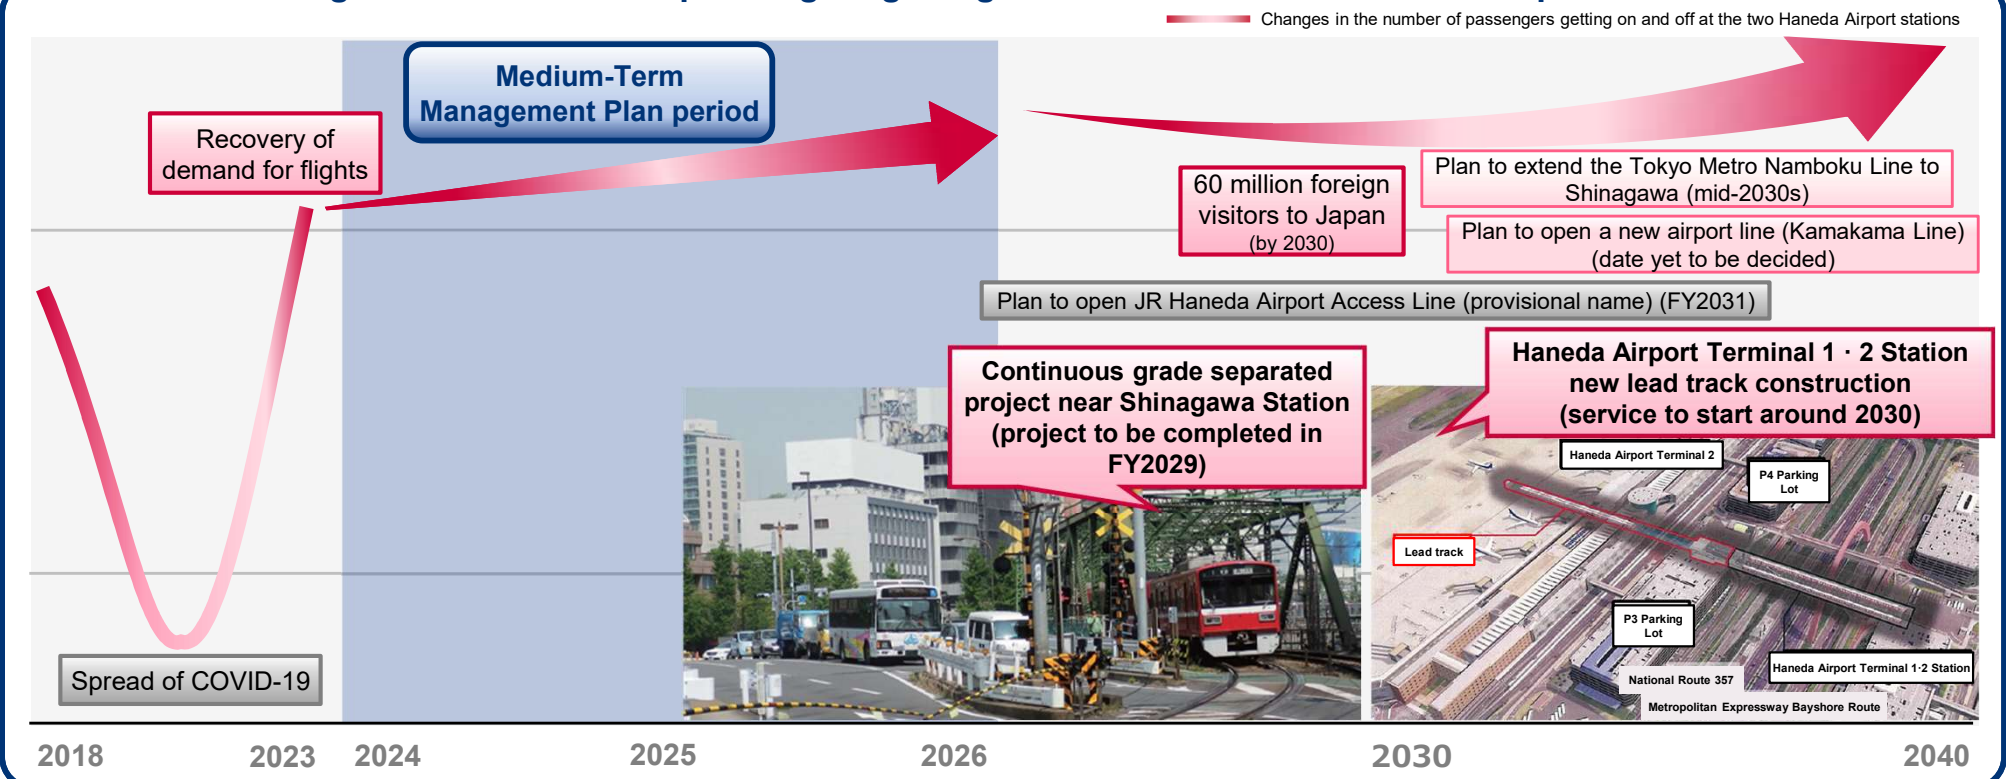 Changes in the number of passengers getting on and off at the two Haneda Airport stations
Medium-Term
Management Plan period
Recovery of
demand for flights
60 million foreign
visitors to Japan
(by 2030)
Plan to extend the Tokyo Metro Namboku Line to
Shinagawa (mid-2030s)
Plan to open a new airport line (Kamakama Line)
(date yet to be decided)
Plan to open JR Haneda Airport Access Line (provisional name) (FY2031)
Continuous grade separated
project near Shinagawa Station
(project to be completed in
FY2029)
Haneda Airport Terminal 1 · 2 Station
new lead track construction
(service to start around 2030)
Haneda Airport Terminal 2
P4 Parking
Lot
Lead track
P3 Parking
Lot
Haneda Airport Terminal 1·2 Station
National Route 357
Metropolitan Expressway Bayshore Route
Spread of COVID-19
2018
2023
2024
2025
2026
2030
2040